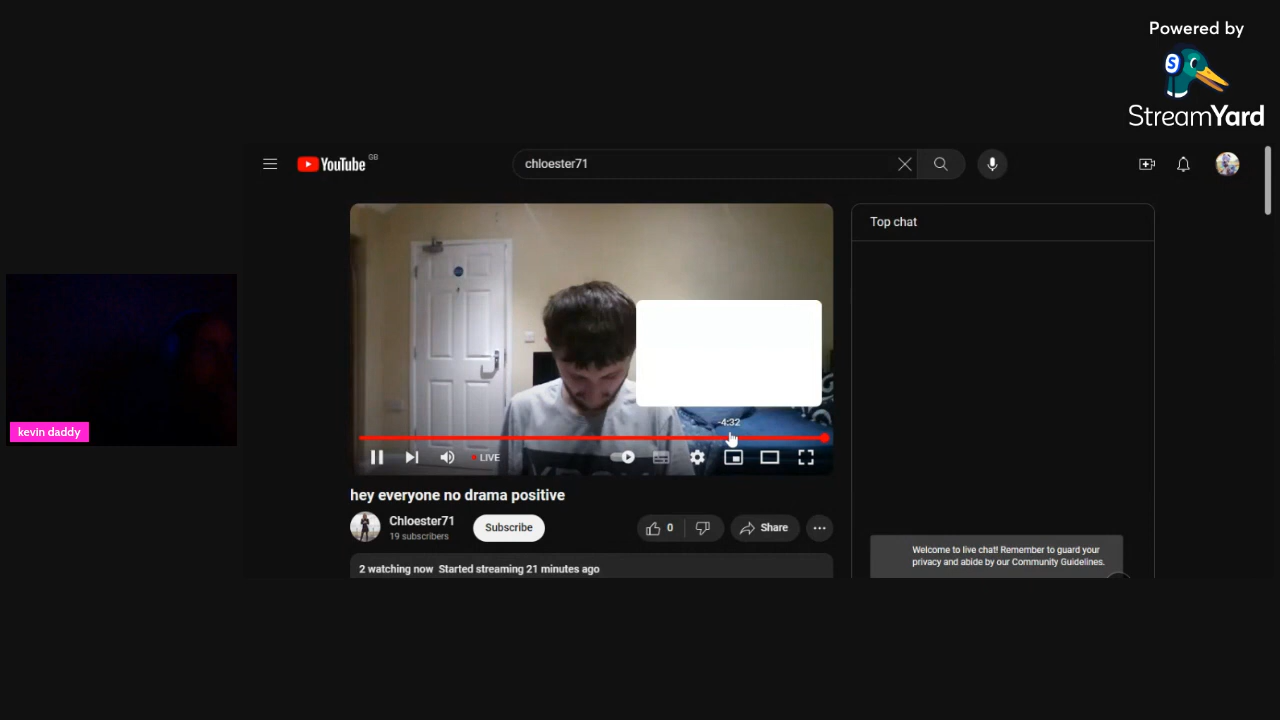 Powered by
StreamYard
YouTube GB
chloester71
Top chat
-4:32
LIVE
kevin daddy
hey everyone no drama positive
Chloester71
19 subscribers
Subscribe
0
Share
Welcome to live chat! Remember to guard your
privacy and abide by our Community Guidelines.
2 watching now Started streaming 21 minutes ago